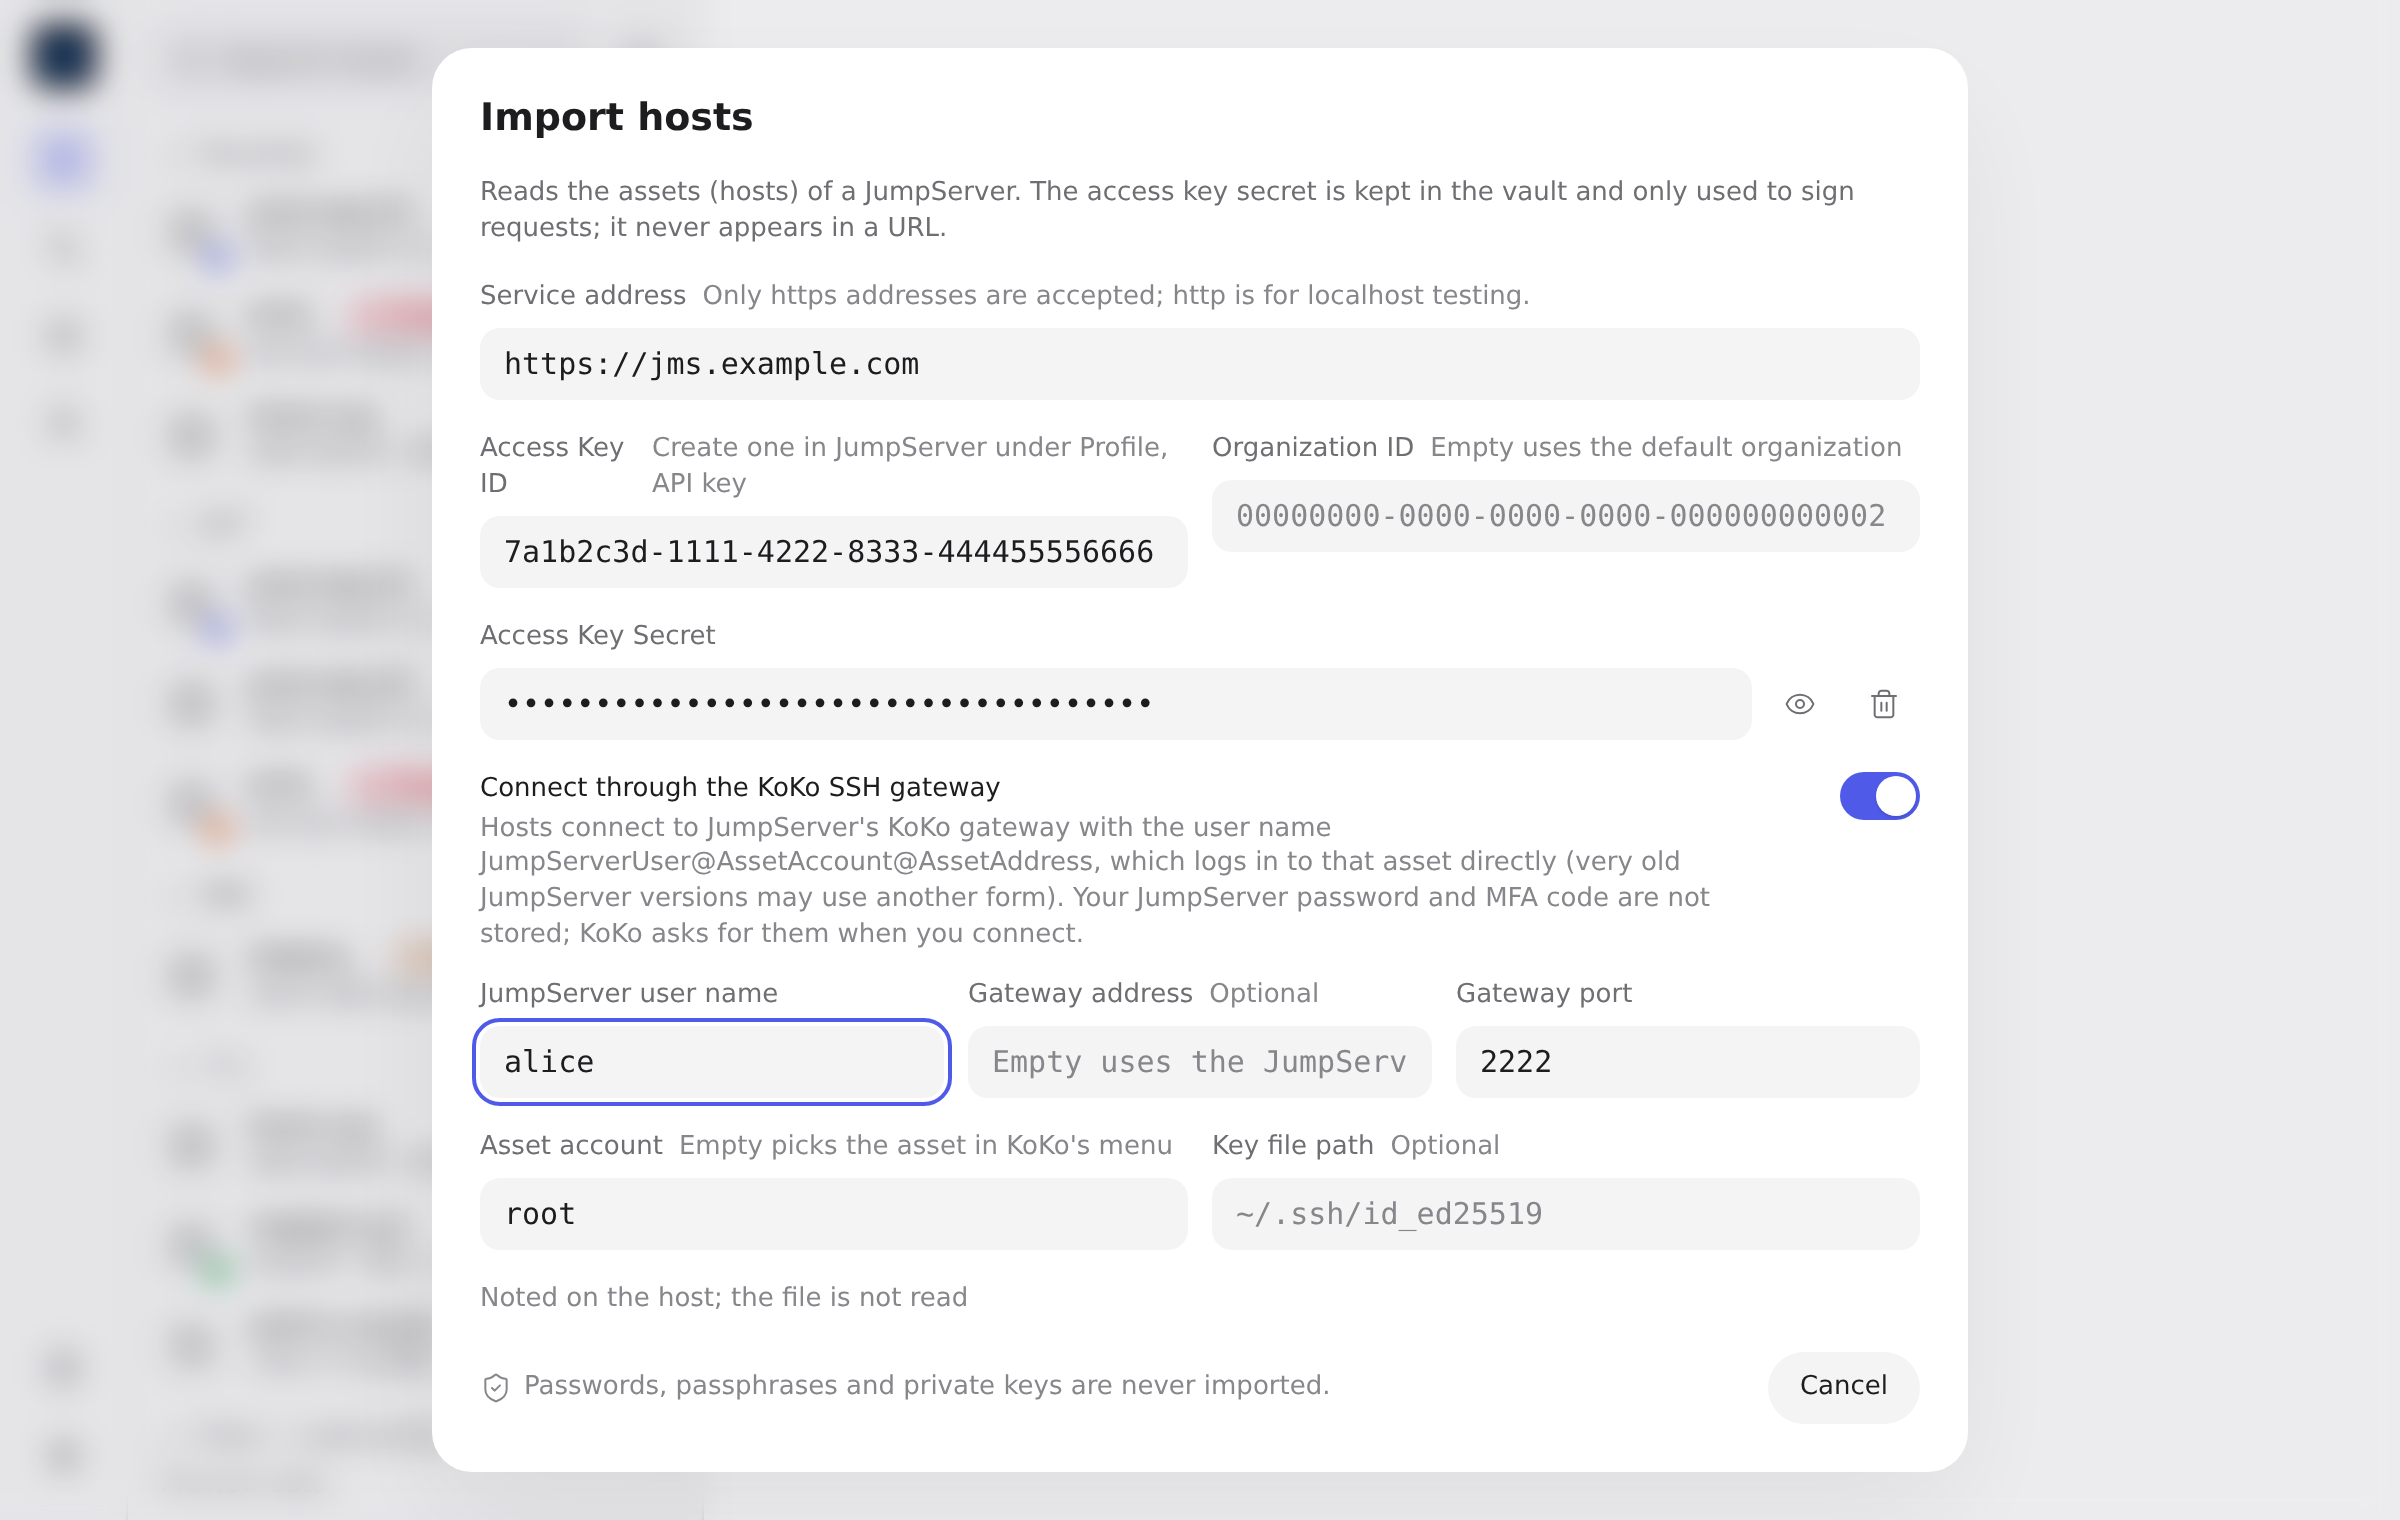 Import hosts
Reads the assets (hosts) of a JumpServer. The access key secret is kept in the vault and only used to sign
requests; it never appears in a URL.
Service address  Only https addresses are accepted; http is for localhost testing.
https://jms.example.com
Access Key ID  Create one in JumpServer under Profile, API key
7a1b2c3d-1111-4222-8333-444455556666
Organization ID  Empty uses the default organization
00000000-0000-0000-0000-000000000002
Access Key Secret
••••••••••••••••••••••••••••••••••••
Connect through the KoKo SSH gateway
Hosts connect to JumpServer's KoKo gateway with the user name
JumpServerUser@AssetAccount@AssetAddress, which logs in to that asset directly (very old
JumpServer versions may use another form). Your JumpServer password and MFA code are not
stored; KoKo asks for them when you connect.
JumpServer user name
alice
Gateway address  Optional
Empty uses the JumpServ
Gateway port
2222
Asset account  Empty picks the asset in KoKo's menu
root
Key file path  Optional
~/.ssh/id_ed25519
Noted on the host; the file is not read
Passwords, passphrases and private keys are never imported.
Cancel